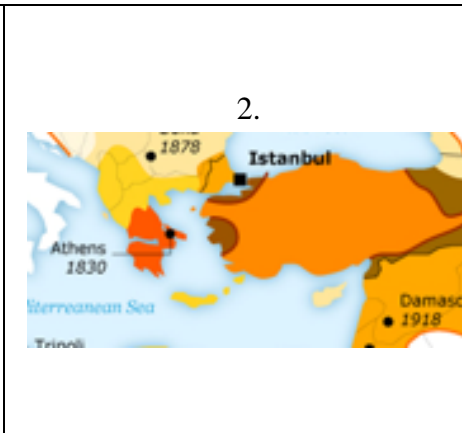 2.
1878
Istanbul
Athens
1830
Damasc
1918
iterreanean Sea
Tripoli